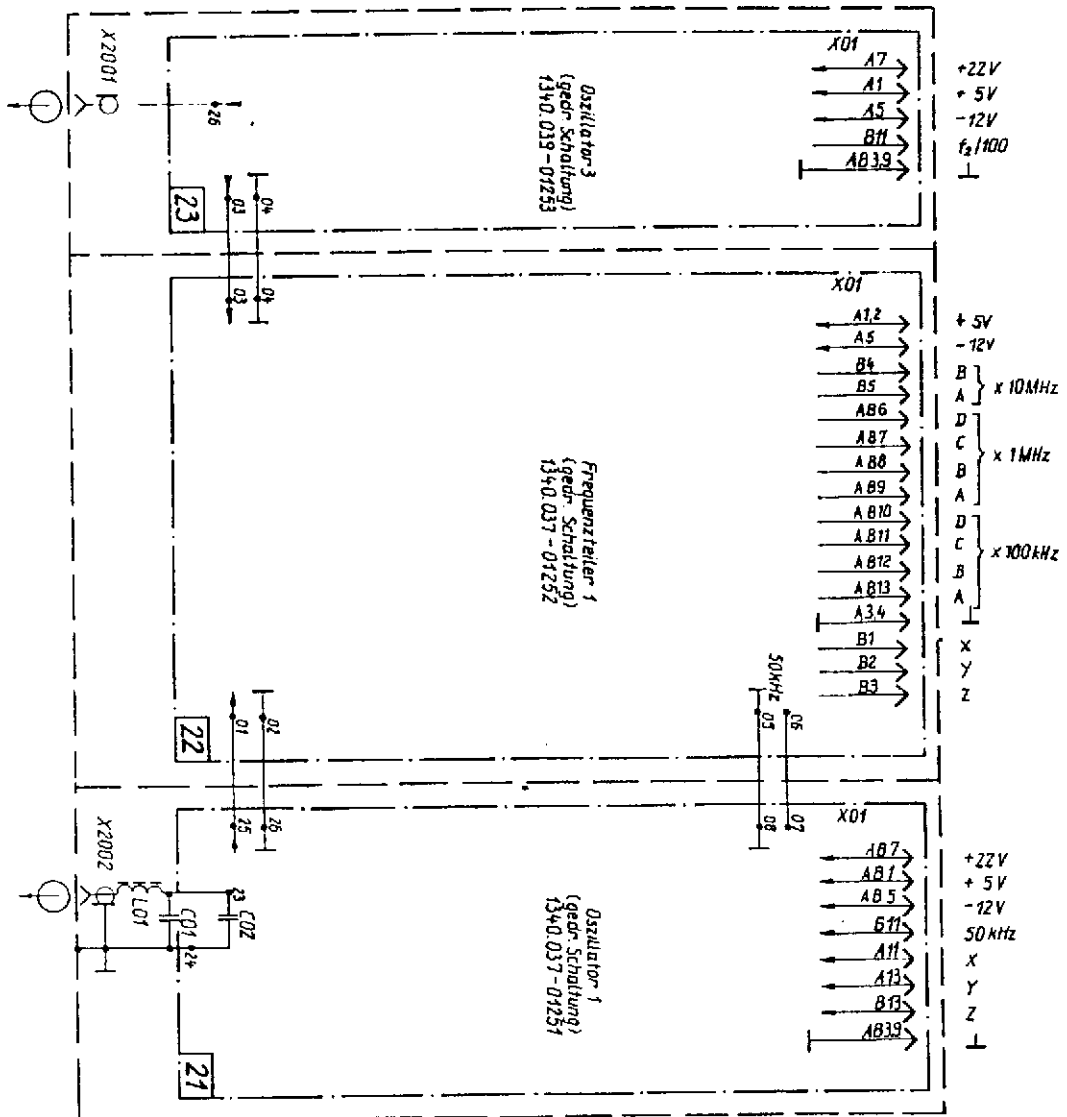 X2001
26
Oszillator 3
(gedr. Schaltung)
1340.039-01253
23
03
04
X01
A7 +22V
A1 + 5V
A5 -12V
B11 f2/100
AB3,9 ⊥
03
04
Frequenzteiler 1
(gedr. Schaltung)
1340.037-01252
22
01
02
50kHz
05
06
X01
A1,2 + 5V
A5 -12V
B4 B
B5 A
x 10MHz
AB6 D
AB7 C
AB8 B
AB9 A
x 1MHz
AB10 D
AB11 C
AB12 B
AB13 A
x 100kHz
A3,4 ⊥
B1 X
B2 Y
B3 Z
25
26
08
07
X2002
L01
C01
23
C02
24
Oszillator 1
(gedr. Schaltung)
1340.037-01251
21
X01
AB7 +22V
AB1 + 5V
AB5 -12V
B11 50 kHz
A11 X
A13 Y
B13 Z
AB3,9 ⊥